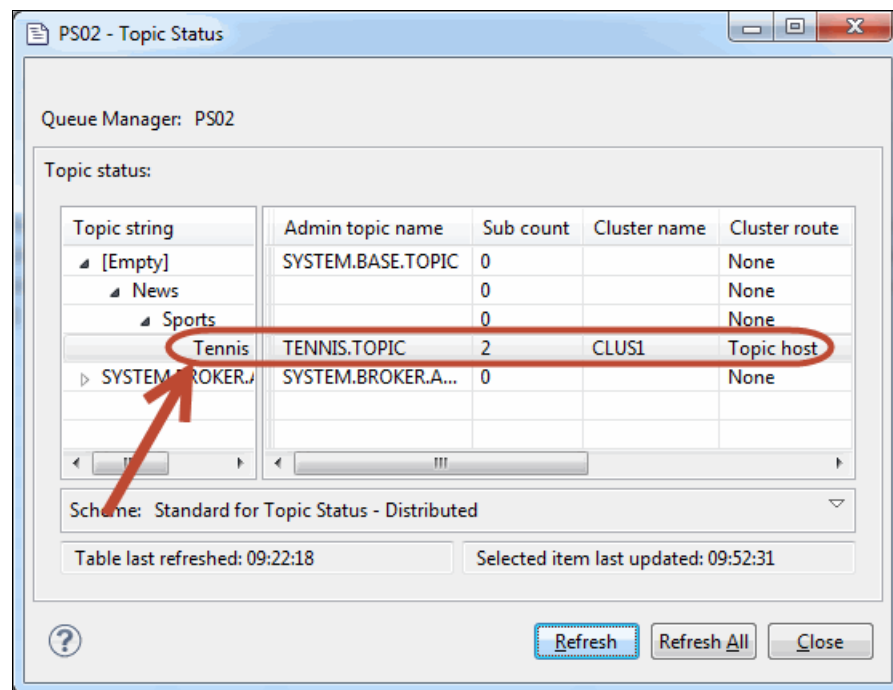 PS02 - Topic Status
Queue Manager: PS02
Topic status:
Topic string Admin topic name Sub count Cluster name Cluster route
[Empty] SYSTEM.BASE.TOPIC 0 None
News 0 None
Sports 0 None
Tennis TENNIS.TOPIC 2 CLUS1 Topic host
SYSTEM.BROKER.A SYSTEM.BROKER.A... 0 None
Scheme: Standard for Topic Status - Distributed
Table last refreshed: 09:22:18 Selected item last updated: 09:52:31
Refresh Refresh All Close